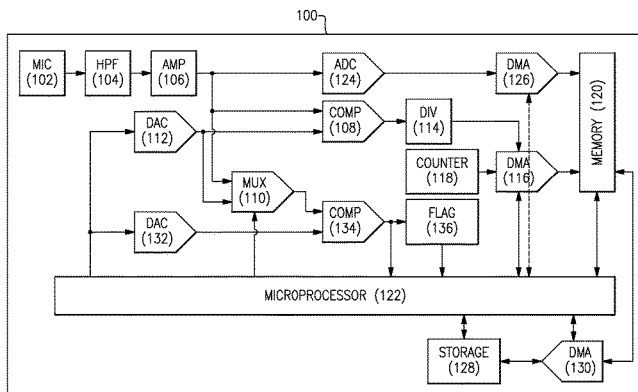 100
MIC
(102)
HPF
(104)
AMP
(106)
ADC
(124)
DMA
(126)
MEMORY (120)
DAC
(112)
COMP
(108)
DIV
(114)
COUNTER
(118)
DMA
(116)
MUX
(110)
DAC
(132)
COMP
(134)
FLAG
(136)
MICROPROCESSOR (122)
STORAGE
(128)
DMA
(130)